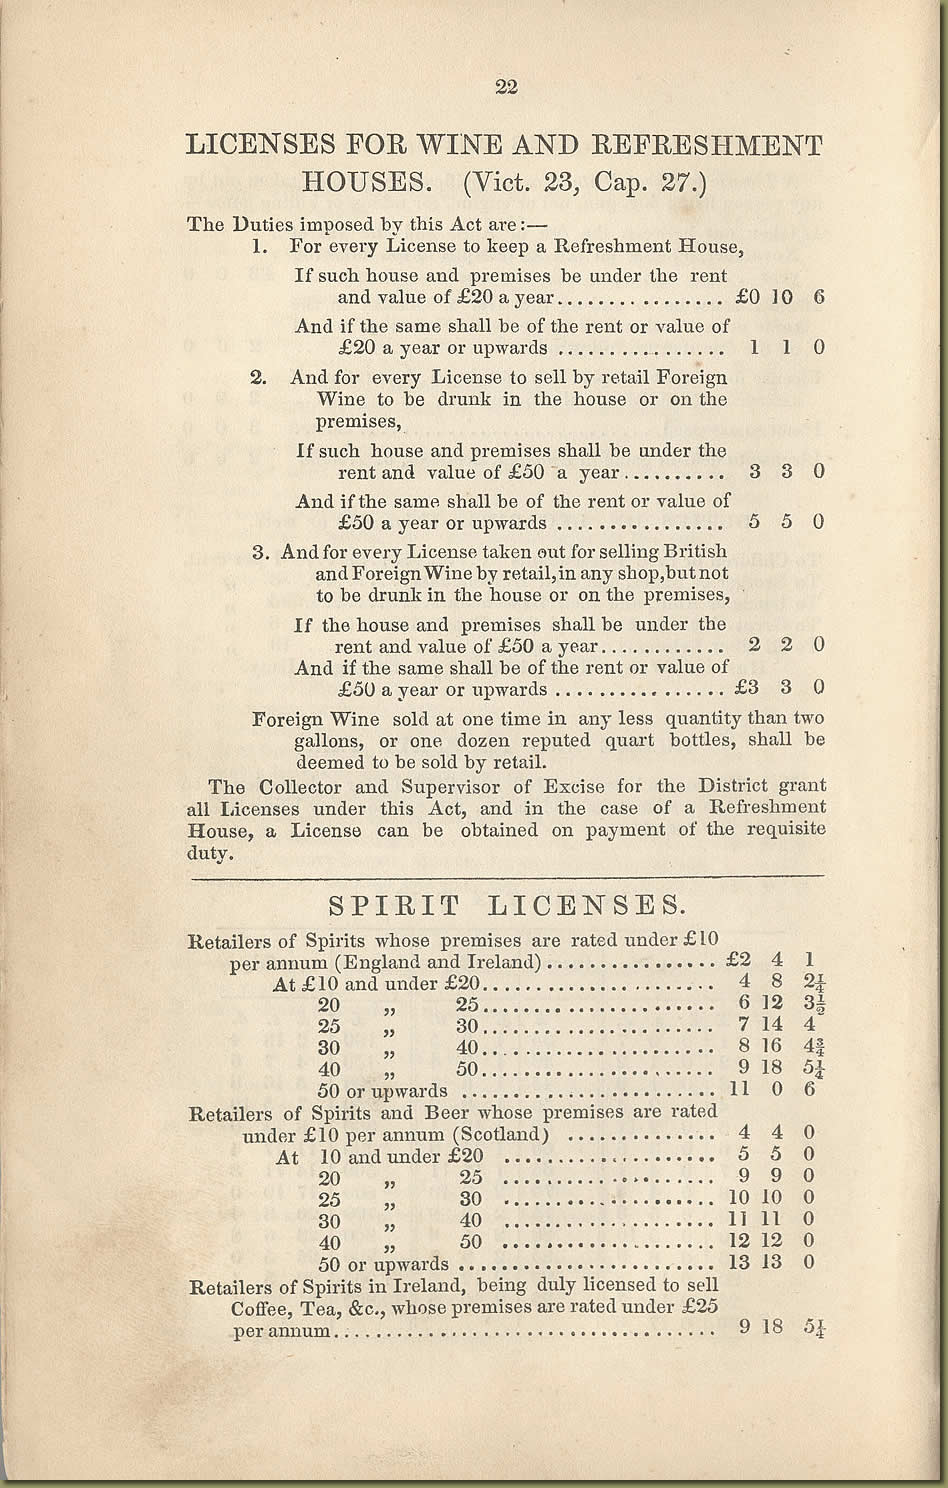 22
LICENSES FOR WINE AND REFRESHMENT
HOUSES. (Vict. 23, Cap. 27.)
The Duties imposed by this Act are:—
1. For every License to keep a Refreshment House,
If such house and premises be under the rent
and value of £20 a year................ £0 10 6
And if the same shall be of the rent or value of
£20 a year or upwards ................ 1 1 0
2. And for every License to sell by retail Foreign
Wine to be drunk in the house or on the
premises,
If such house and premises shall be under the
rent and value of £50 a year.......... 3 3 0
And if the same shall be of the rent or value of
£50 a year or upwards ................ 5 5 0
3. And for every License taken out for selling British
and Foreign Wine by retail, in any shop, but not
to be drunk in the house or on the premises,
If the house and premises shall be under the
rent and value of £50 a year............ 2 2 0
And if the same shall be of the rent or value of
£50 a year or upwards ................ £3 3 0
Foreign Wine sold at one time in any less quantity than two
gallons, or one dozen reputed quart bottles, shall be
deemed to be sold by retail.
The Collector and Supervisor of Excise for the District grant
all Licenses under this Act, and in the case of a Refreshment
House, a License can be obtained on payment of the requisite
duty.
SPIRIT LICENSES.
Retailers of Spirits whose premises are rated under £10
per annum (England and Ireland)................ £2 4 1
At £10 and under £20...................... 4 8 2¼
20 „ 25...................... 6 12 3½
25 „ 30...................... 7 14 4
30 „ 40...................... 8 16 4¾
40 „ 50...................... 9 18 5¼
50 or upwards ........................ 11 0 6
Retailers of Spirits and Beer whose premises are rated
under £10 per annum (Scotland) .............. 4 4 0
At 10 and under £20 .................... 5 5 0
20 „ 25 .................... 9 9 0
25 „ 30 .................... 10 10 0
30 „ 40 .................... 11 11 0
40 „ 50 .................... 12 12 0
50 or upwards ........................ 13 13 0
Retailers of Spirits in Ireland, being duly licensed to sell
Coffee, Tea, &c., whose premises are rated under £25
per annum.................................... 9 18 5¼